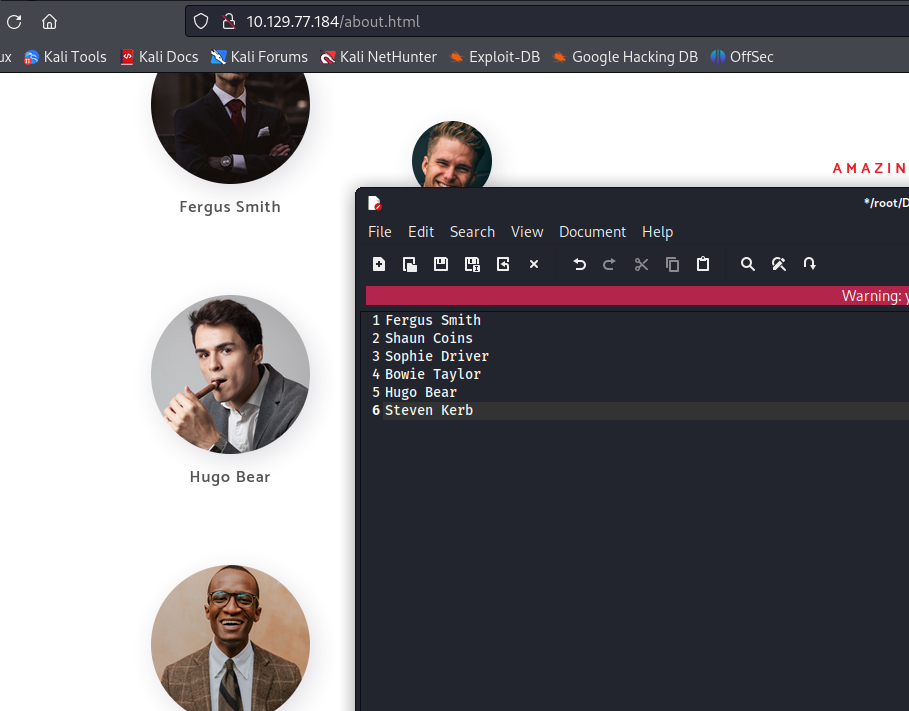 10.129.77.184/about.html
ux Kali Tools Kali Docs Kali Forums Kali NetHunter Exploit-DB Google Hacking DB OffSec
AMAZIN
Fergus Smith
*/root/D
File Edit Search View Document Help
Warning: y
1 Fergus Smith
2 Shaun Coins
3 Sophie Driver
4 Bowie Taylor
5 Hugo Bear
6 Steven Kerb
Hugo Bear